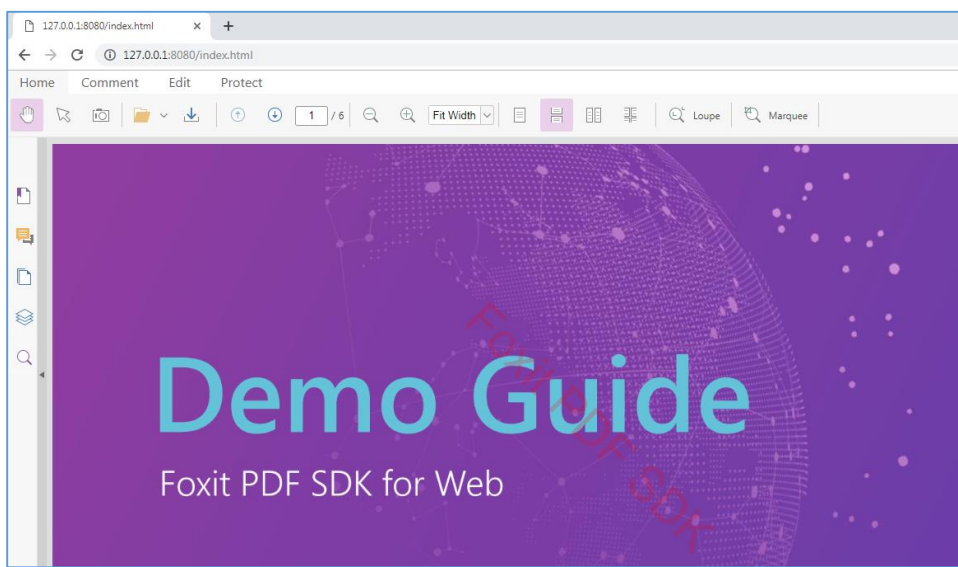 127.0.0.1:8080/index.html
127.0.0.1:8080/index.html
Home Comment Edit Protect
1 / 6 Fit Width Loupe Marquee
Demo Guide
Foxit PDF SDK for Web
Foxit PDF SDK